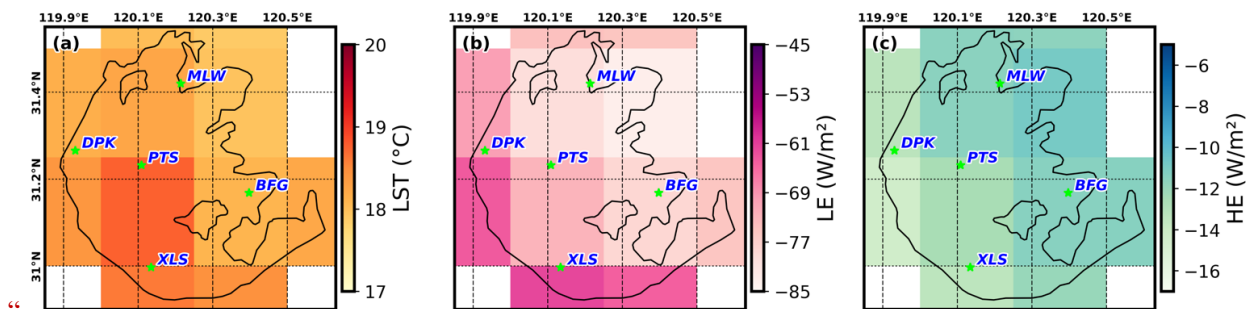 119.9°E 120.1°E 120.3°E 120.5°E
31.4°N
31.2°N
31°N
(a)
MLW
DPK
PTS
BFG
XLS
20
19
18
17
LST (°C)
119.9°E 120.1°E 120.3°E 120.5°E
(b)
MLW
DPK
PTS
BFG
XLS
-45
-53
-61
-69
-77
-85
LE (W/m²)
119.9°E 120.1°E 120.3°E 120.5°E
(c)
MLW
DPK
PTS
BFG
XLS
-6
-8
-10
-12
-14
-16
HE (W/m²)
“